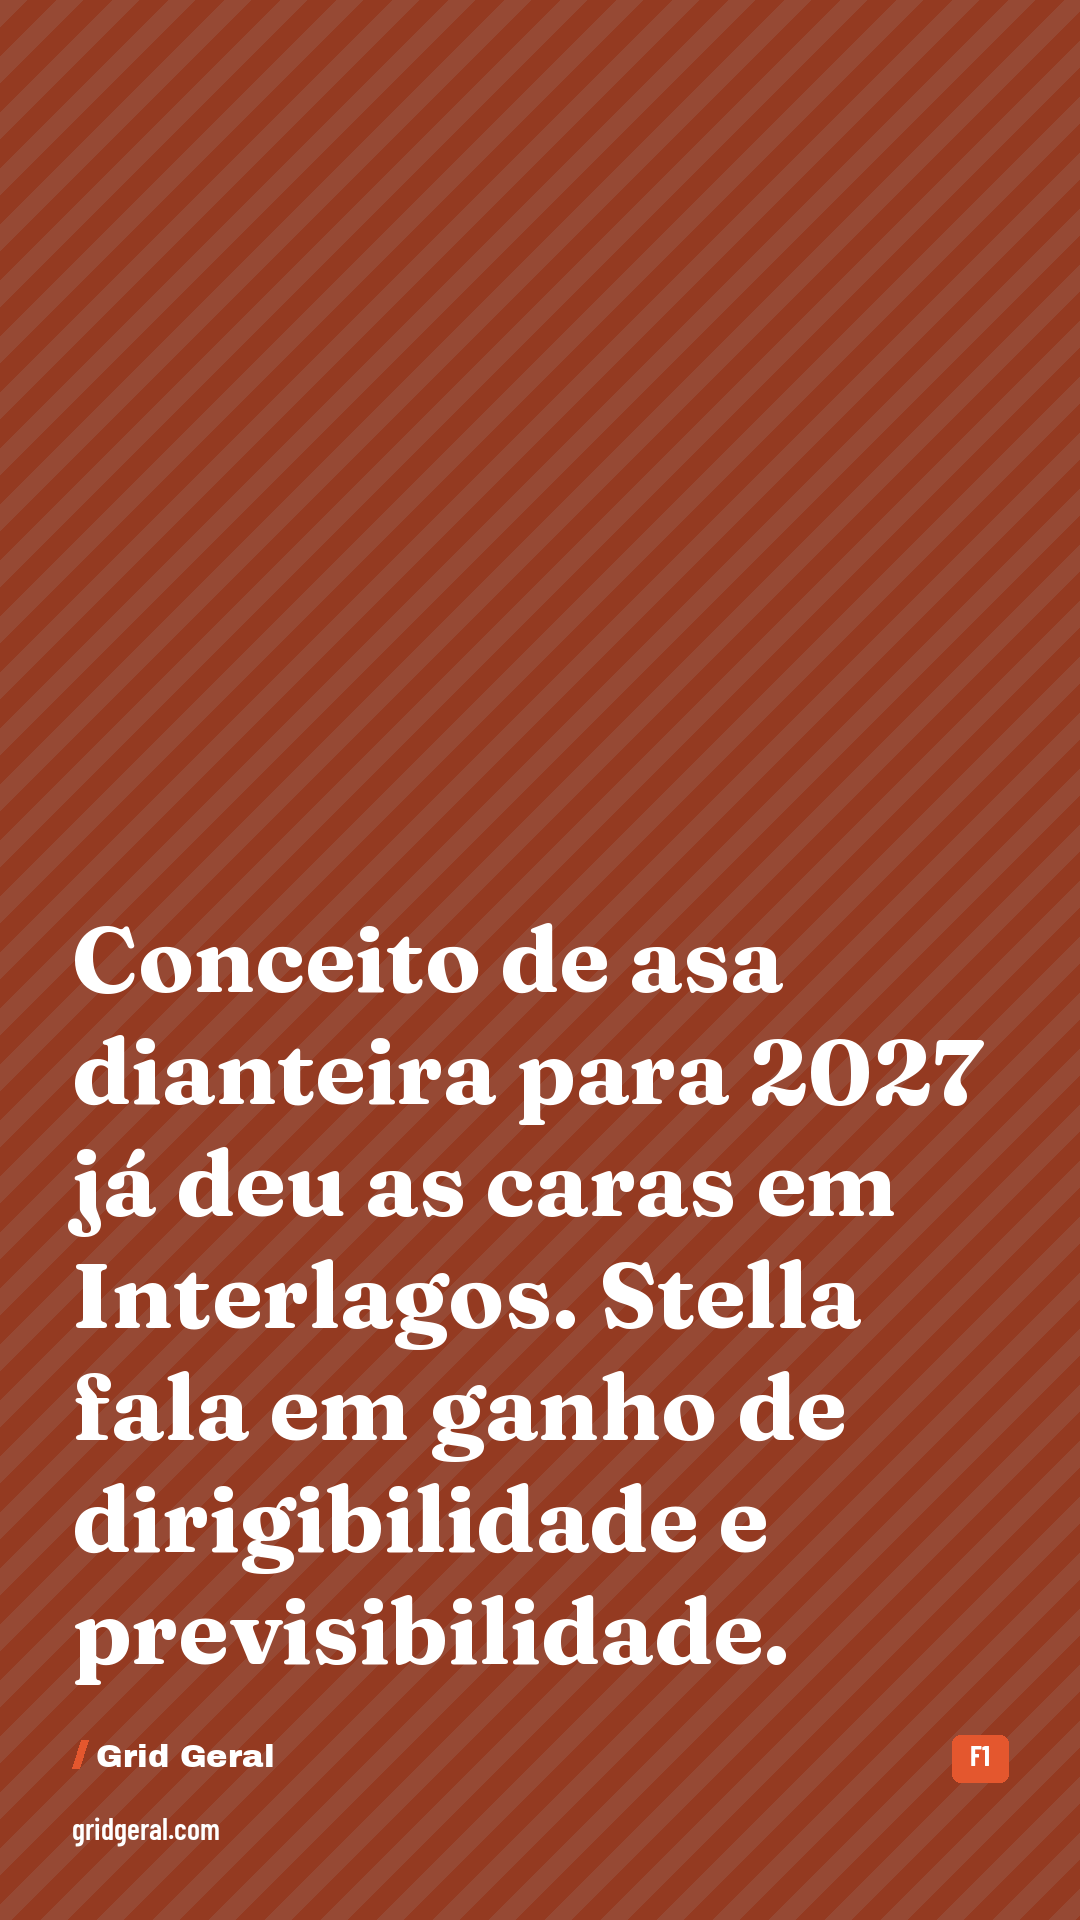 Conceito de asa
dianteira para 2027
já deu as caras em
Interlagos. Stella
fala em ganho de
dirigibilidade e
previsibilidade.
/ Grid Geral
F1
gridgeral.com